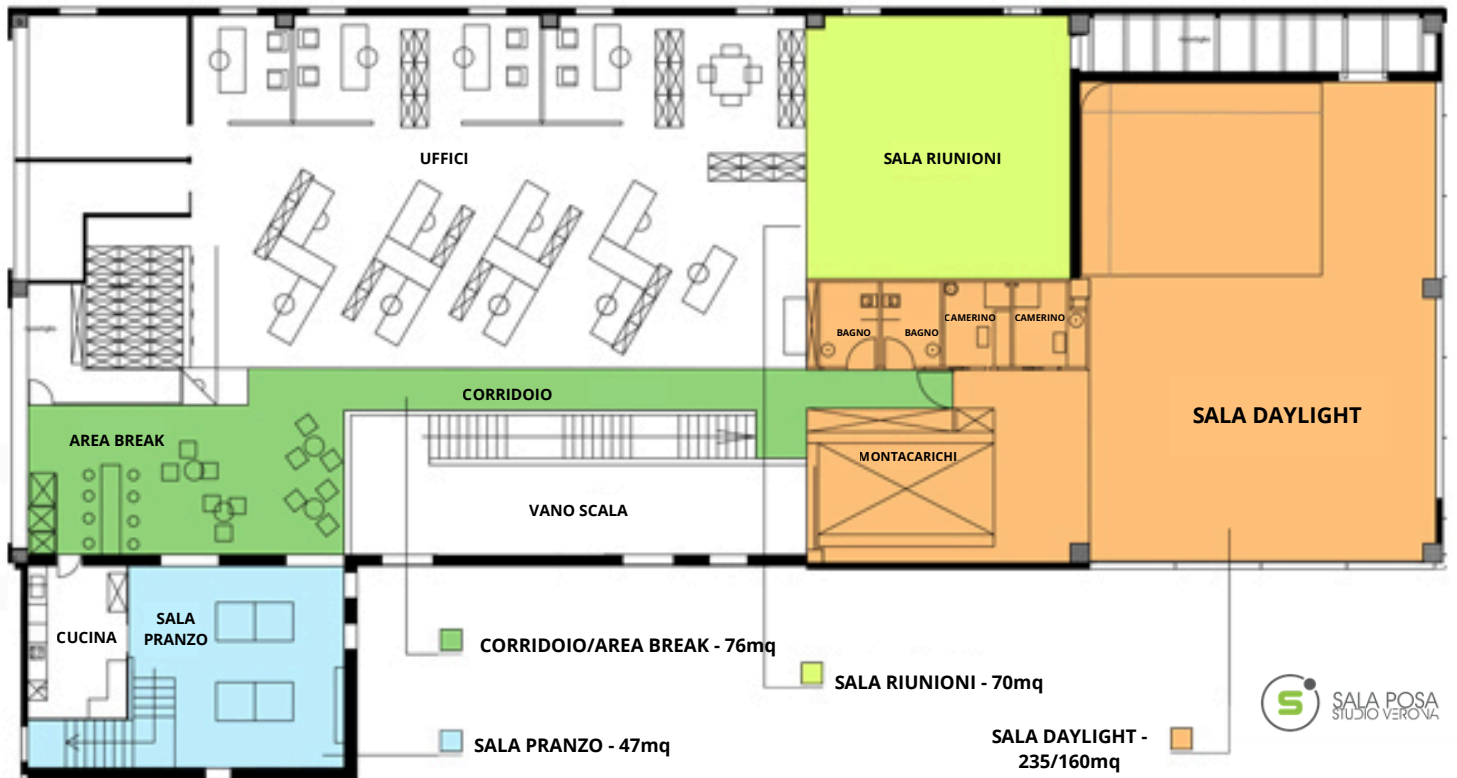 UFFICI
SALA RIUNIONI
BAGNO
BAGNO
CAMERINO
CAMERINO
CORRIDOIO
SALA DAYLIGHT
AREA BREAK
MONTACARICHI
VANO SCALA
CUCINA
SALA
PRANZO
CORRIDOIO/AREA BREAK - 76mq
SALA RIUNIONI - 70mq
SALA PRANZO - 47mq
SALA DAYLIGHT -
235/160mq
S
SALA POSA
STUDIO VERONA